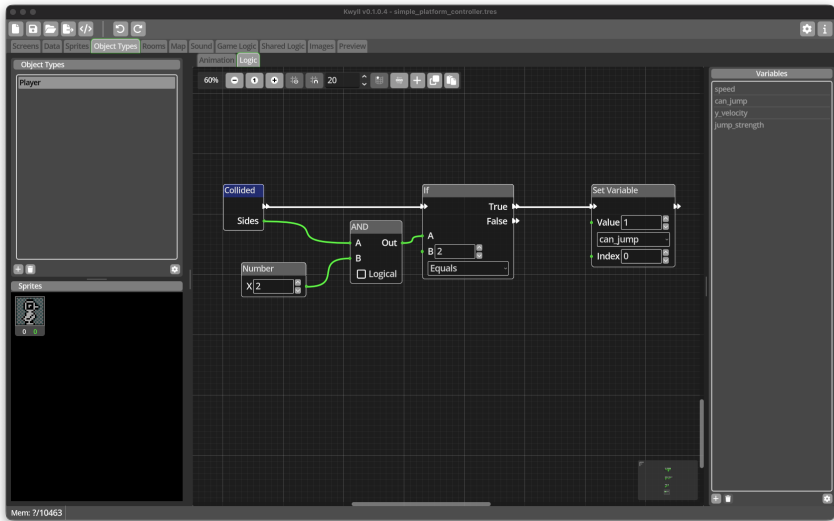 Kwyll v0.1.0.4 - simple_platform_controller.tres
Screens Data Sprites Object Types Rooms Map Sound Game Logic Shared Logic Images Preview
Object Types
Player
Sprites
0 0
Mem: ?/10463
Animation Logic
60% 20
Collided
Sides
Number
X 2
AND
A Out
B
Logical
If
True
False
A
B 2
Equals
Set Variable
Value 1
can_jump
Index 0
Variables
speed
can_jump
y_velocity
jump_strength